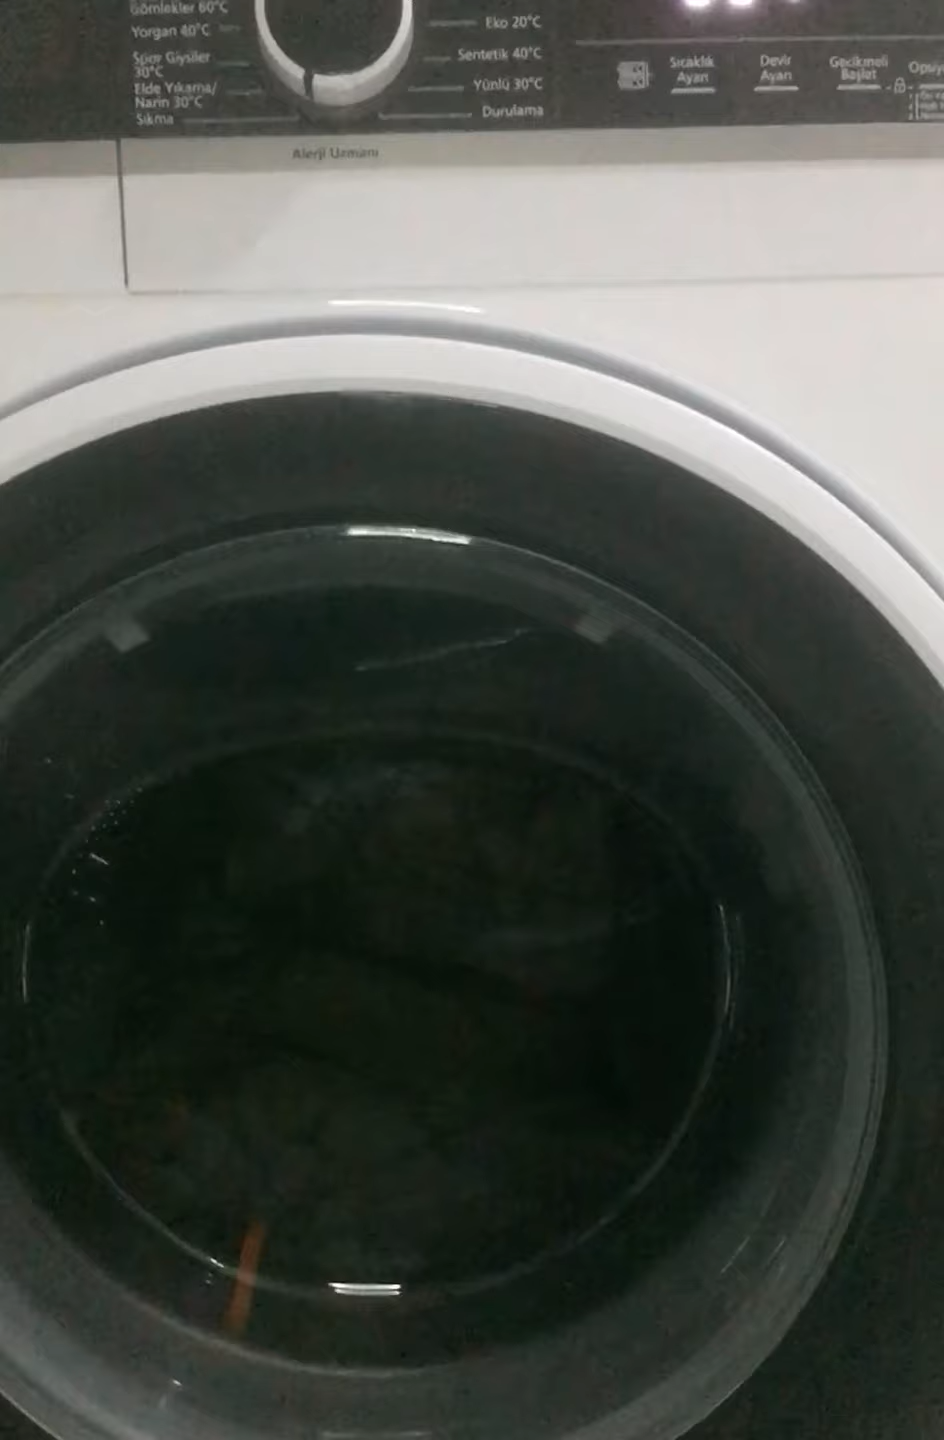 Gömlekler 60°C
Yorgan 40°C
Spor Giysiler
30°C
Elde Yıkama/
Narin 30°C
Sıkma
Eko 20°C
Sentetik 40°C
Yünlü 30°C
Durulama
Sıcaklık
Ayarı
Devir
Ayarı
Gecikmeli
Başlat
Alerji Uzmanı